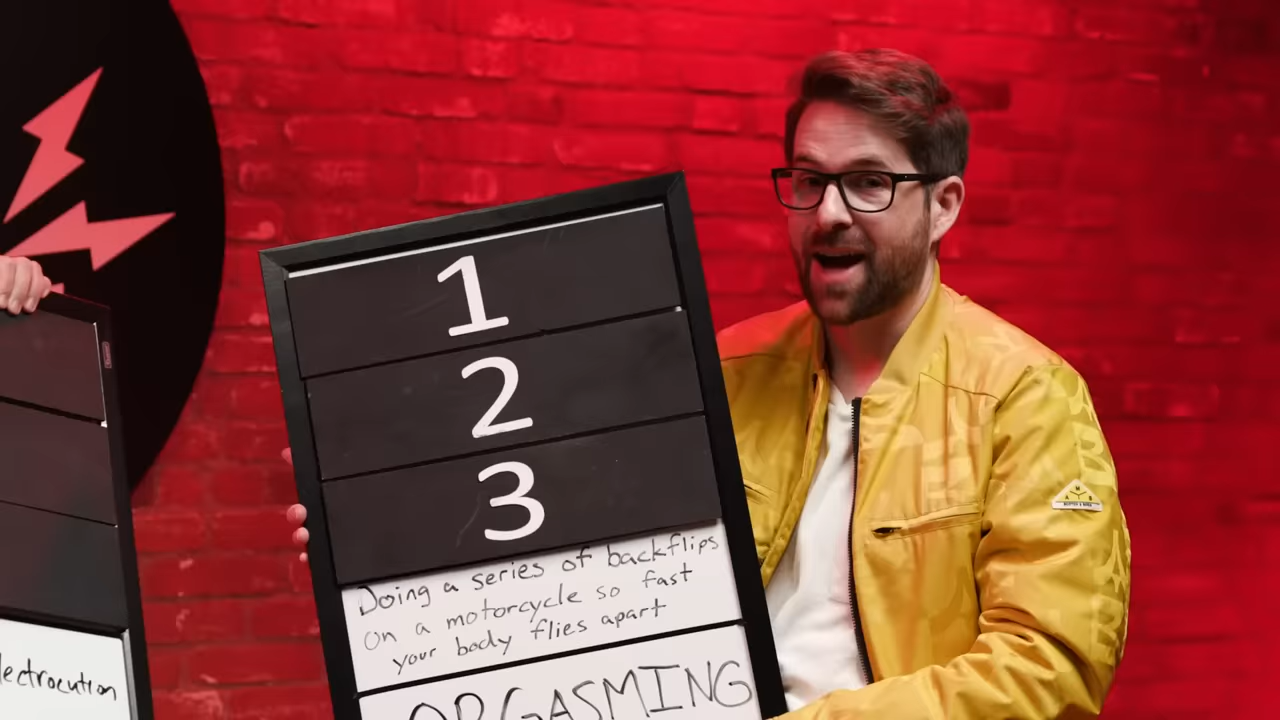 1
2
3
Doing a series of backflips
on a motorcycle so fast
your body flies apart
ORGASMING
lectrocution